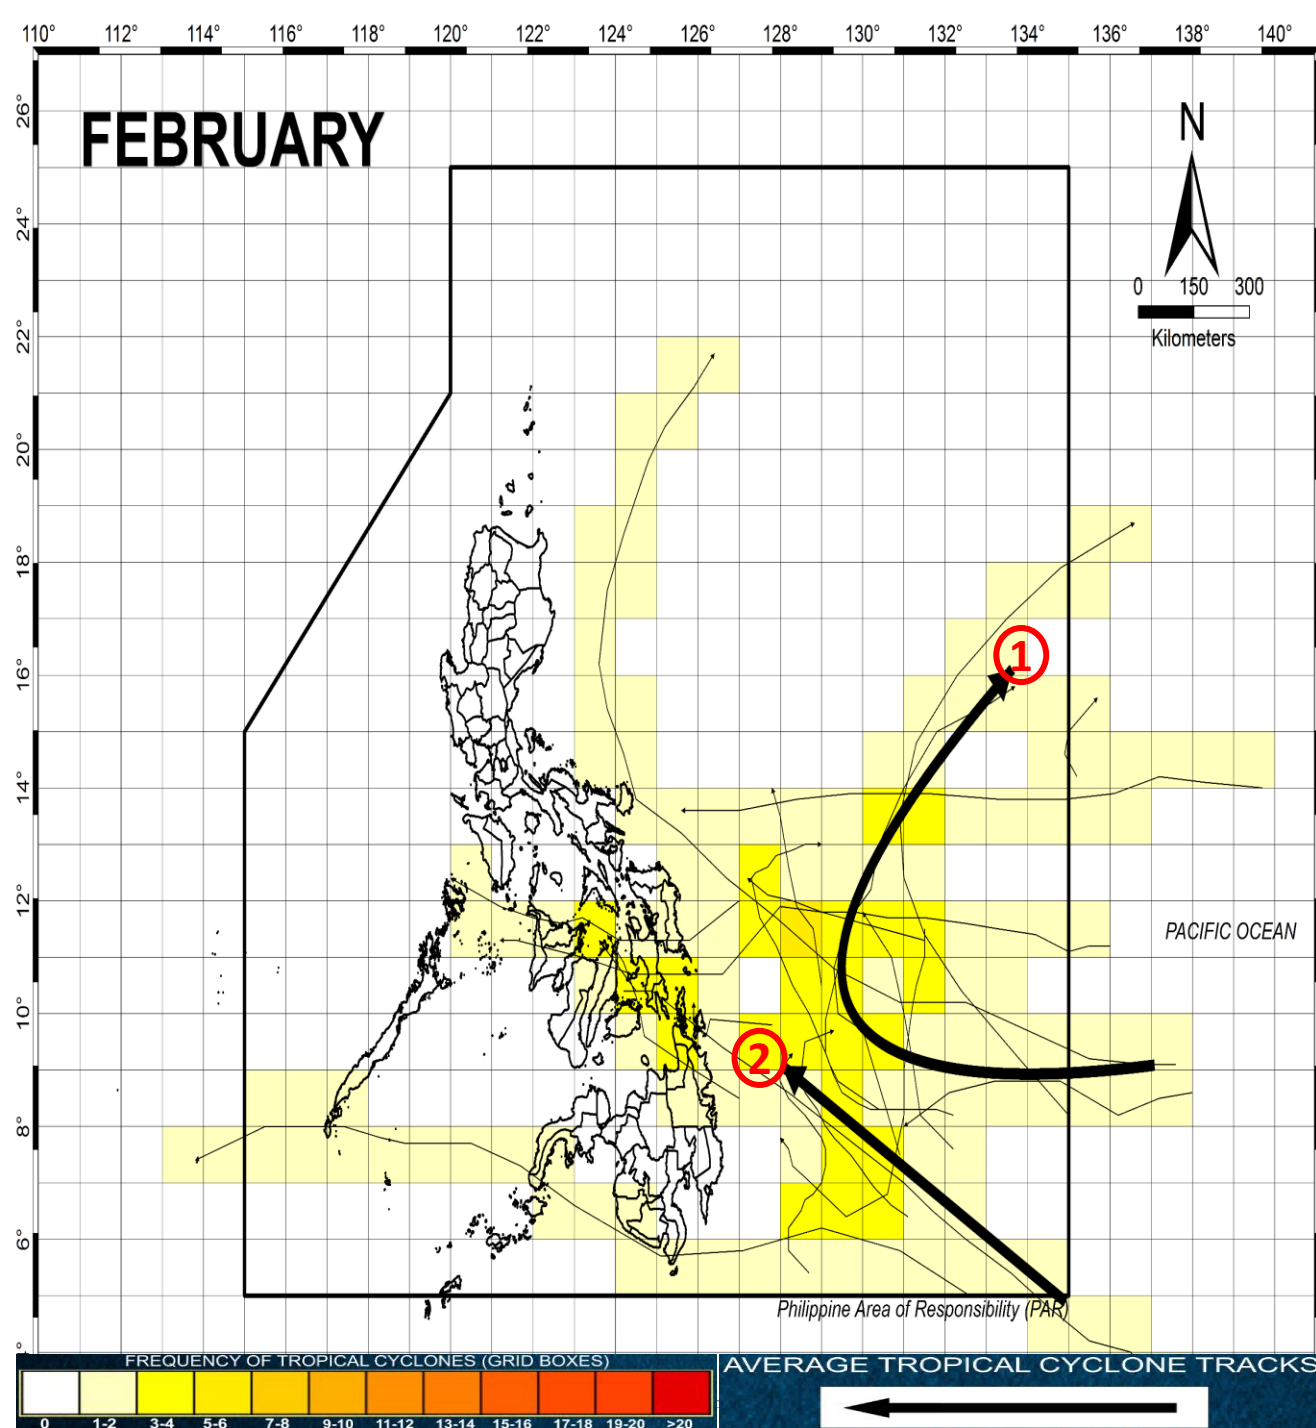 110° 112° 114° 116° 118° 120° 122° 124° 126° 128° 130° 132° 134° 136° 138° 140°
26°
FEBRUARY
N
24°
0 150 300
Kilometers
22°
20°
18°
1
16°
14°
12°
PACIFIC OCEAN
10°
2
8°
6°
Philippine Area of Responsibility (PAR)
FREQUENCY OF TROPICAL CYCLONES (GRID BOXES)
AVERAGE TROPICAL CYCLONE TRACKS
0 1-2 3-4 5-6 7-8 9-10 11-12 13-14 15-16 17-18 19-20 >20